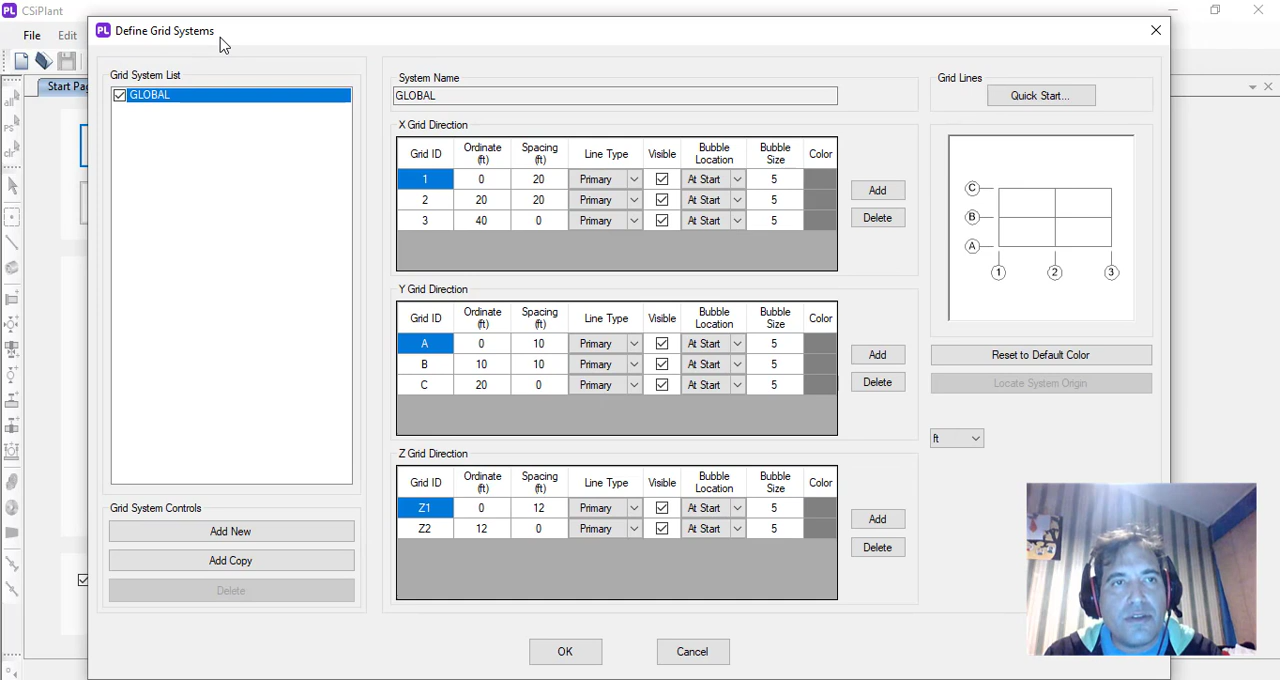 PL CSiPlant
File Edit
PL Define Grid Systems
Start Pag
all
ps
clr
Grid System List
GLOBAL
System Name
GLOBAL
Grid Lines
Quick Start...
X Grid Direction
Grid ID Ordinate (ft) Spacing (ft) Line Type Visible Bubble Location Bubble Size Color
1 0 20 Primary At Start 5
2 20 20 Primary At Start 5
3 40 0 Primary At Start 5
Add
Delete
C
B
A
1 2 3
Y Grid Direction
Grid ID Ordinate (ft) Spacing (ft) Line Type Visible Bubble Location Bubble Size Color
A 0 10 Primary At Start 5
B 10 10 Primary At Start 5
C 20 0 Primary At Start 5
Add
Delete
Reset to Default Color
Locate System Origin
ft
Z Grid Direction
Grid ID Ordinate (ft) Spacing (ft) Line Type Visible Bubble Location Bubble Size Color
Z1 0 12 Primary At Start 5
Z2 12 0 Primary At Start 5
Add
Delete
Grid System Controls
Add New
Add Copy
Delete
OK Cancel